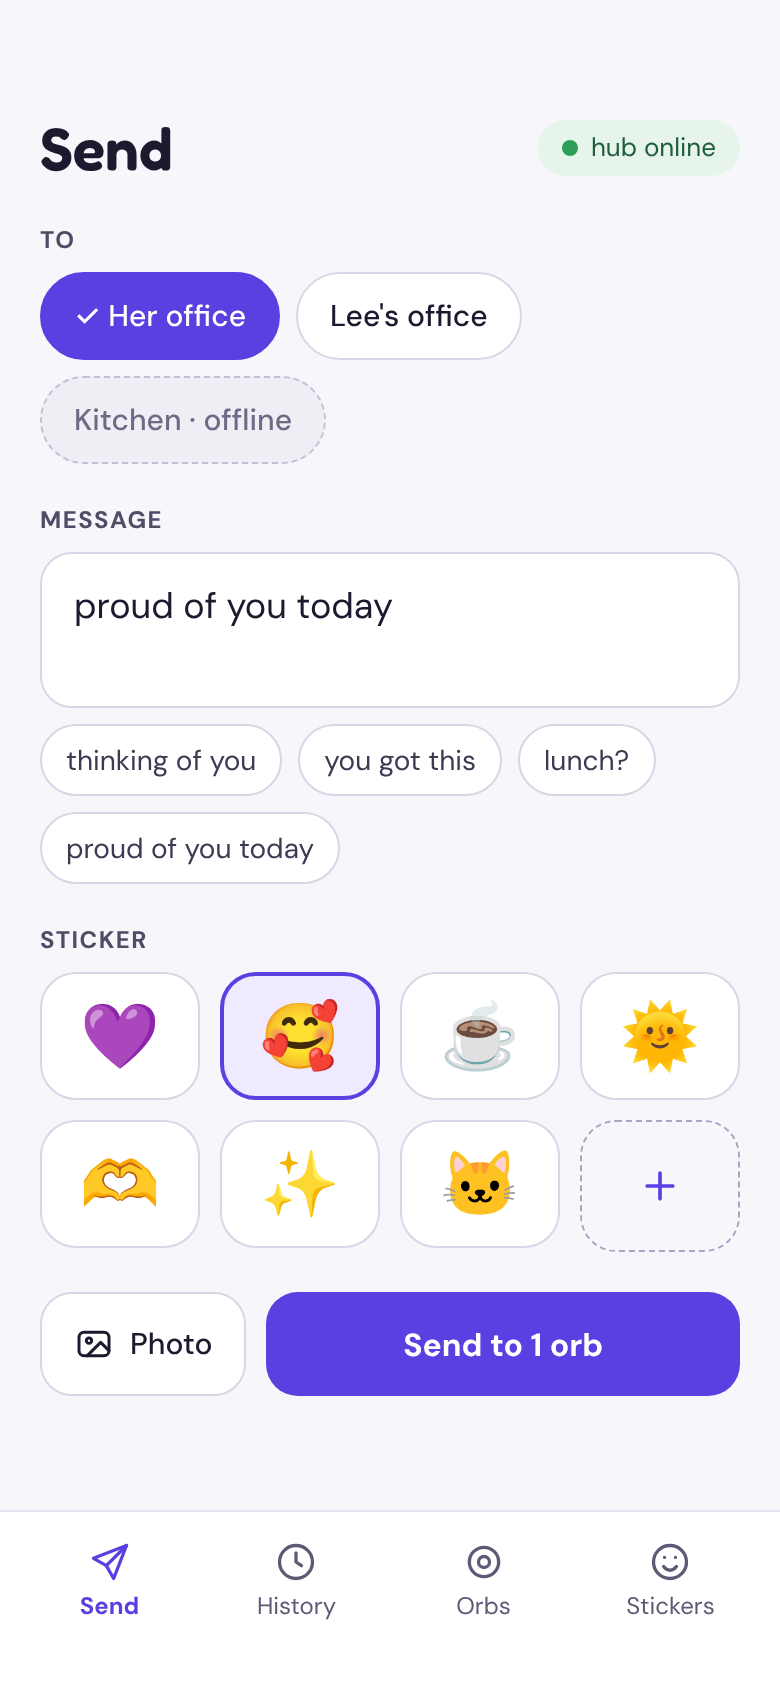 Send
hub online
TO
Her office
Lee's office
Kitchen · offline
MESSAGE
proud of you today
thinking of you
you got this
lunch?
proud of you today
STICKER
Photo
Send to 1 orb
Send
History
Orbs
Stickers